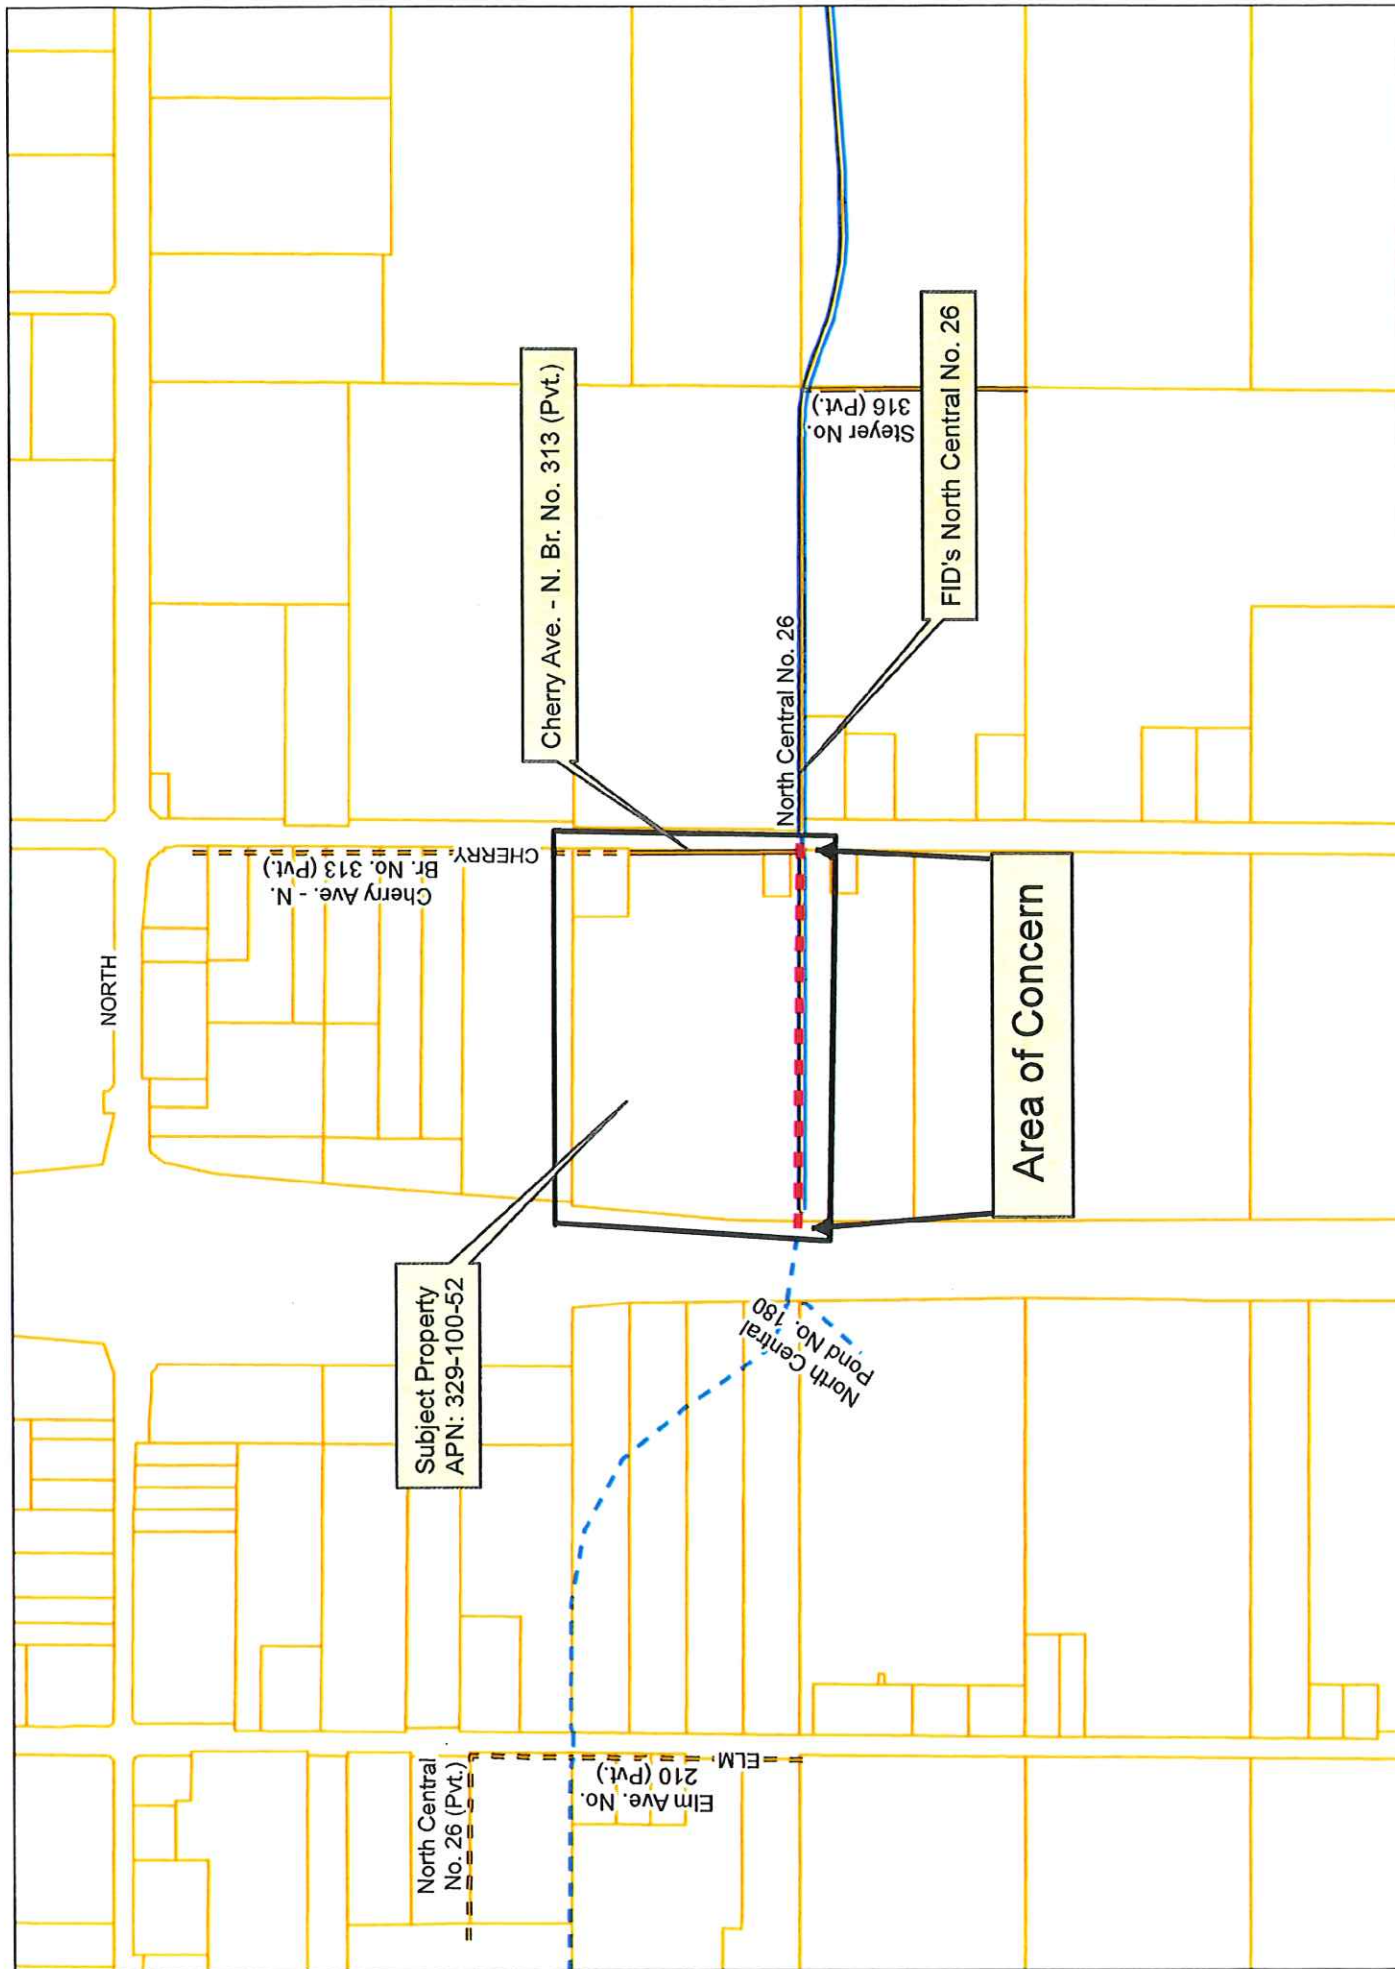 NORTH
Subject Property
APN: 329-100-52
Cherry Ave. - N. Br. No. 313 (Pvt.)
Cherry Ave. - N.
Br. No. 313 (Pvt.)
CHERRY
North Central
No. 26 (Pvt.)
Elm Ave. No.
210 (Pvt.)
ELM
North Central
Pond No. 180
North Central No. 26
Steyer No.
316 (Pvt.)
FID's North Central No. 26
Area of Concern